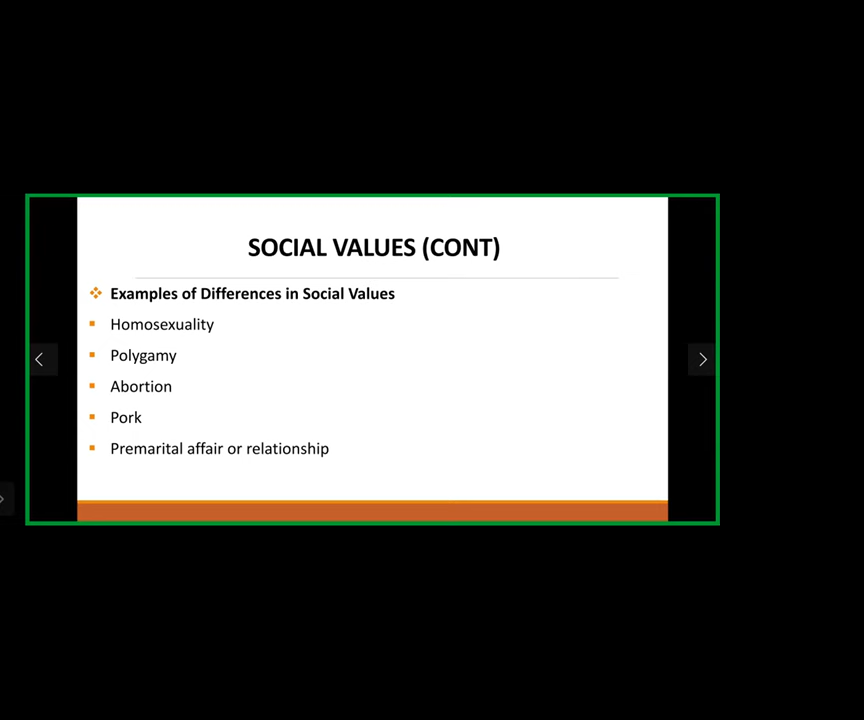 SOCIAL VALUES (CONT)
Examples of Differences in Social Values
Homosexuality
Polygamy
Abortion
Pork
Premarital affair or relationship